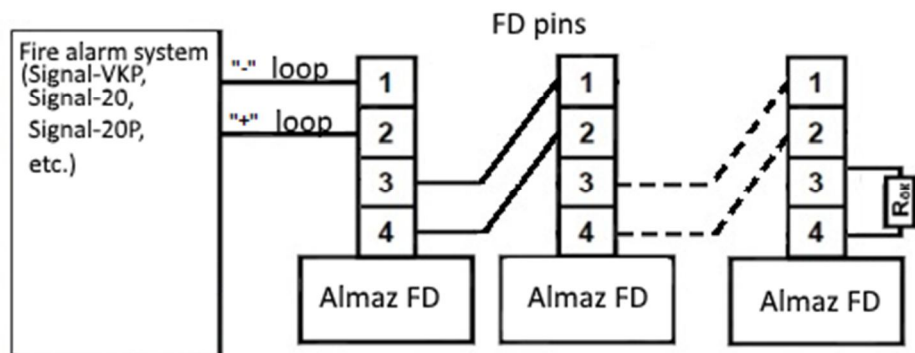 FD pins
Fire alarm system
(Signal-VKP,
Signal-20,
Signal-20P,
etc.)
"-" loop
"+" loop
1
2
3
4
1
2
3
4
1
2
3
4
Rок
Almaz FD
Almaz FD
Almaz FD